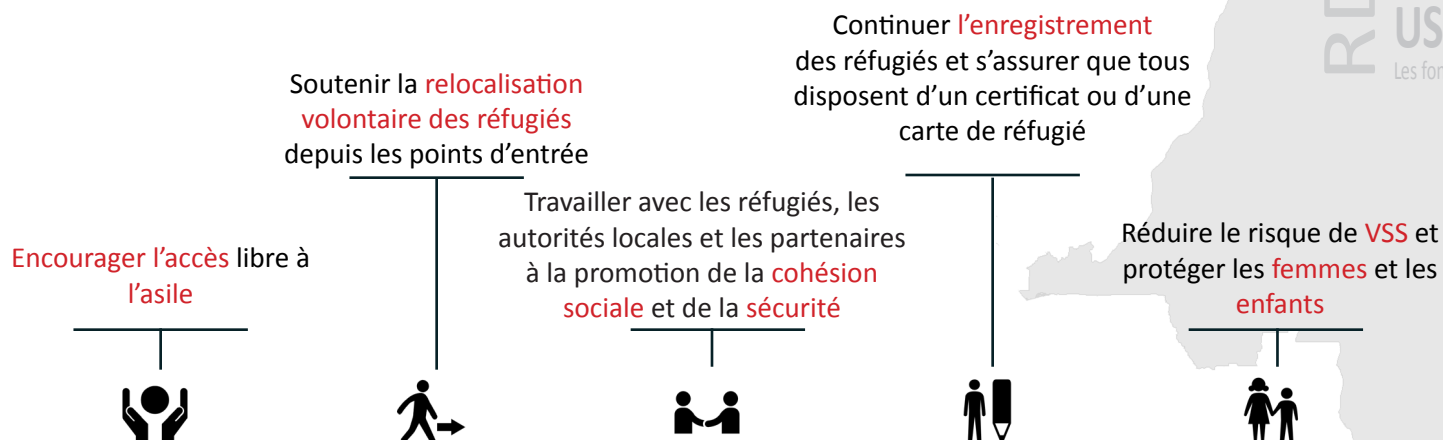 Encourager l'accès libre à
l'asile
Soutenir la relocalisation
volontaire des réfugiés
depuis les points d'entrée
Travailler avec les réfugiés, les
autorités locales et les partenaires
à la promotion de la cohésion
sociale et de la sécurité
Continuer l'enregistrement
des réfugiés et s'assurer que tous
disposent d'un certificat ou d'une
carte de réfugié
Réduire le risque de VSS et
protéger les femmes et les
enfants
US
Les